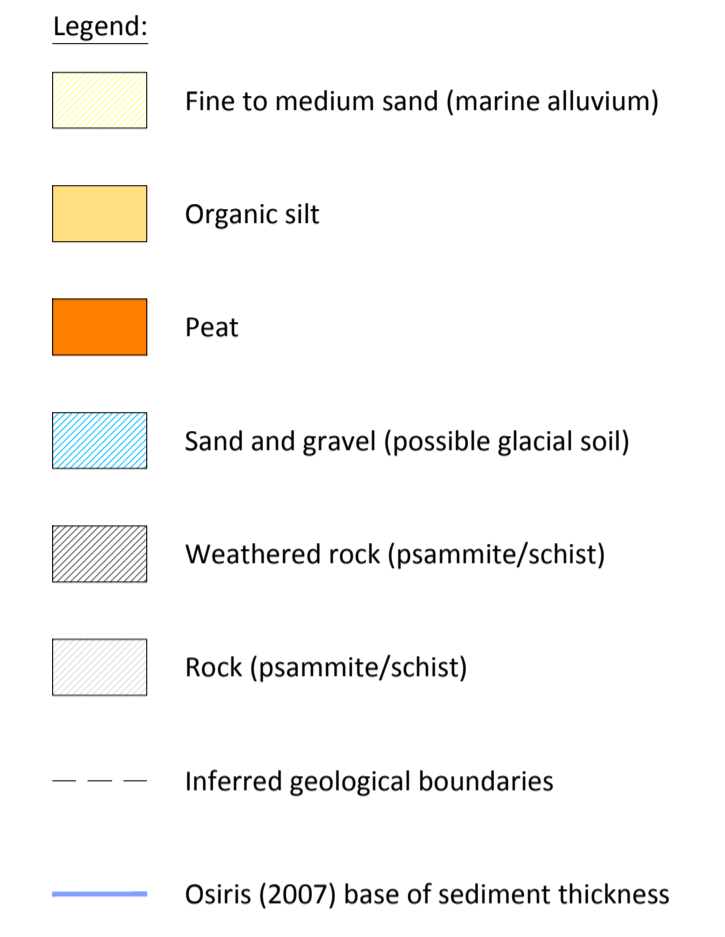 Legend:
Fine to medium sand (marine alluvium)
Organic silt
Peat
Sand and gravel (possible glacial soil)
Weathered rock (psammite/schist)
Rock (psammite/schist)
Inferred geological boundaries
Osiris (2007) base of sediment thickness